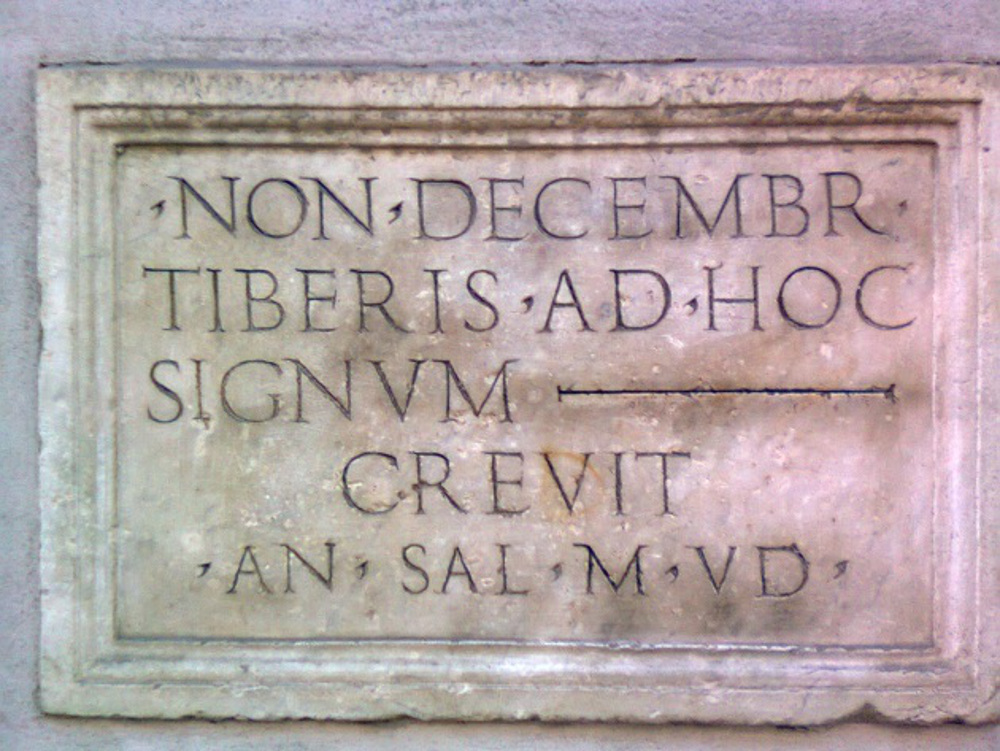 ·NON·DECEMBR·
TIBERIS·AD·HOC
SIGNVM
CREVIT
·AN·SAL·M·VD·